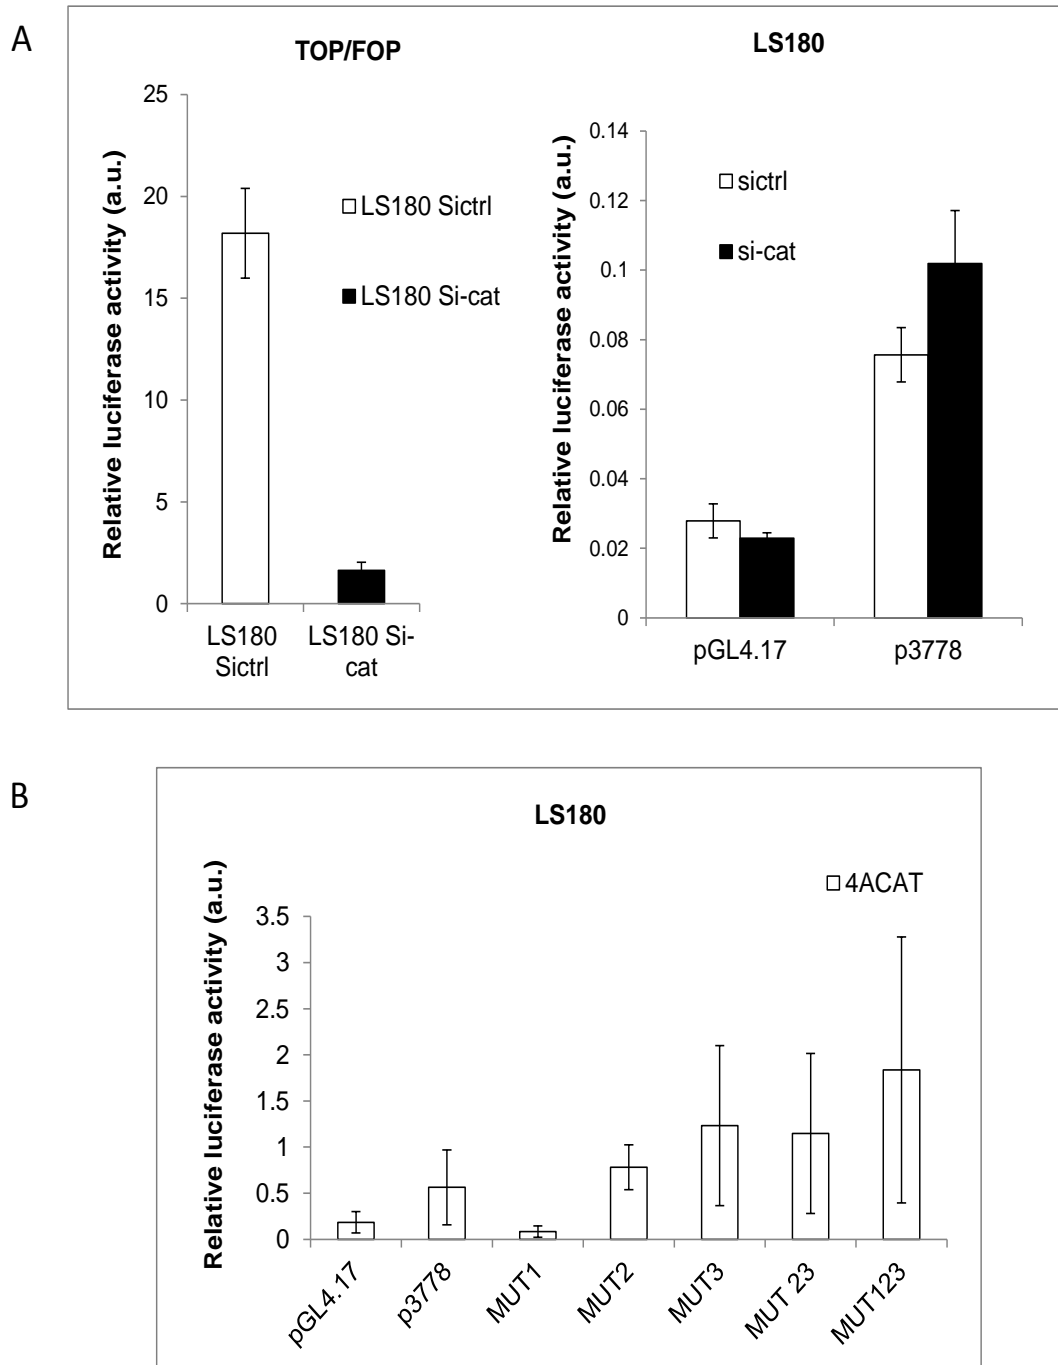 A
TOP/FOP
Relative luciferase activity (a.u.)
25
20
15
10
5
0
LS180 Sictrl
LS180 Si-cat
LS180
Sictrl
LS180 Si-
cat
LS180
Relative luciferase activity (a.u.)
0.14
0.12
0.1
0.08
0.06
0.04
0.02
0
sictrl
si-cat
pGL4.17
p3778
B
LS180
4ACAT
Relative luciferase activity (a.u.)
3.5
3
2.5
2
1.5
1
0.5
0
pGL4.17
p3778
MUT1
MUT2
MUT3
MUT 23
MUT123